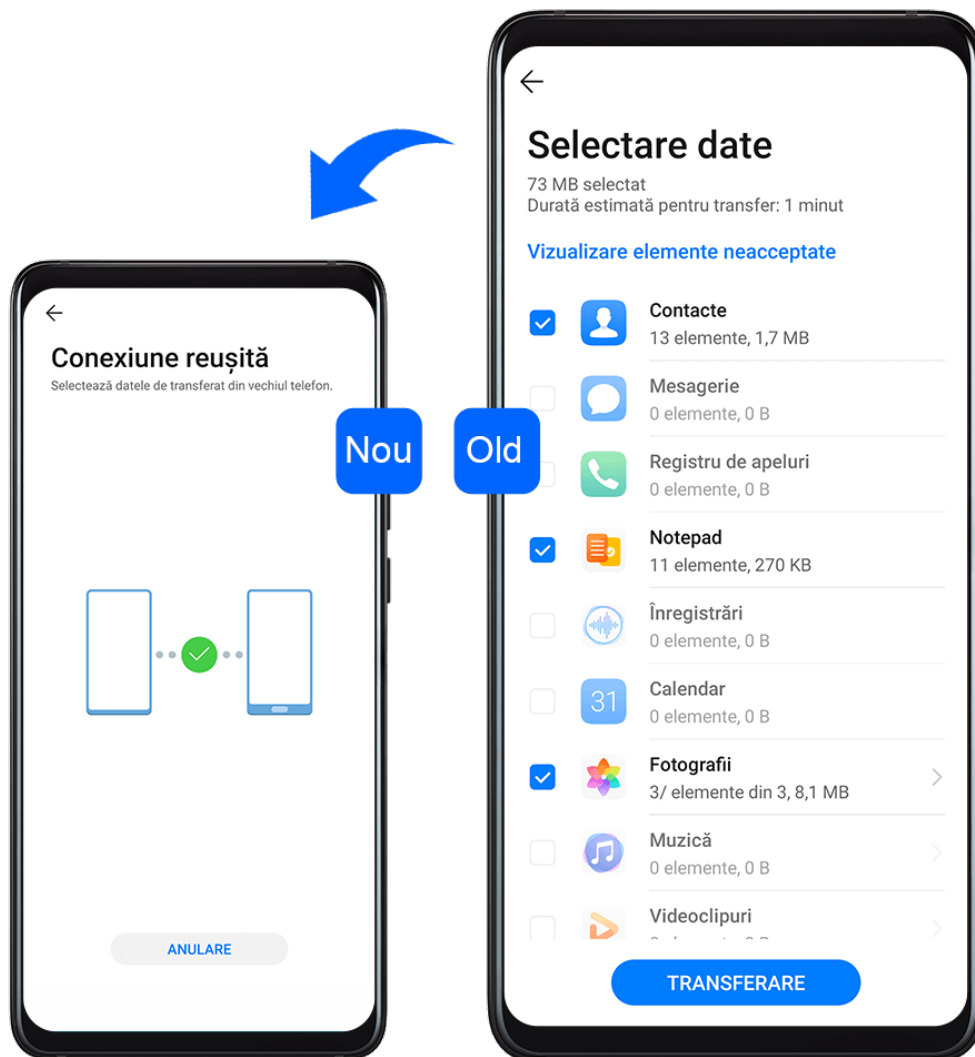 Conexiune reușită
Selectează datele de transferat din vechiul telefon.
ANULARE
Nou
Old
Selectare date
73 MB selectat
Durată estimată pentru transfer: 1 minut
Vizualizare elemente neacceptate
Contacte
13 elemente, 1,7 MB
Mesagerie
0 elemente, 0 B
Registru de apeluri
0 elemente, 0 B
Notepad
11 elemente, 270 KB
Înregistrări
0 elemente, 0 B
31
Calendar
0 elemente, 0 B
Fotografii
3/ elemente din 3, 8,1 MB
Muzică
0 elemente, 0 B
Videoclipuri
TRANSFERARE